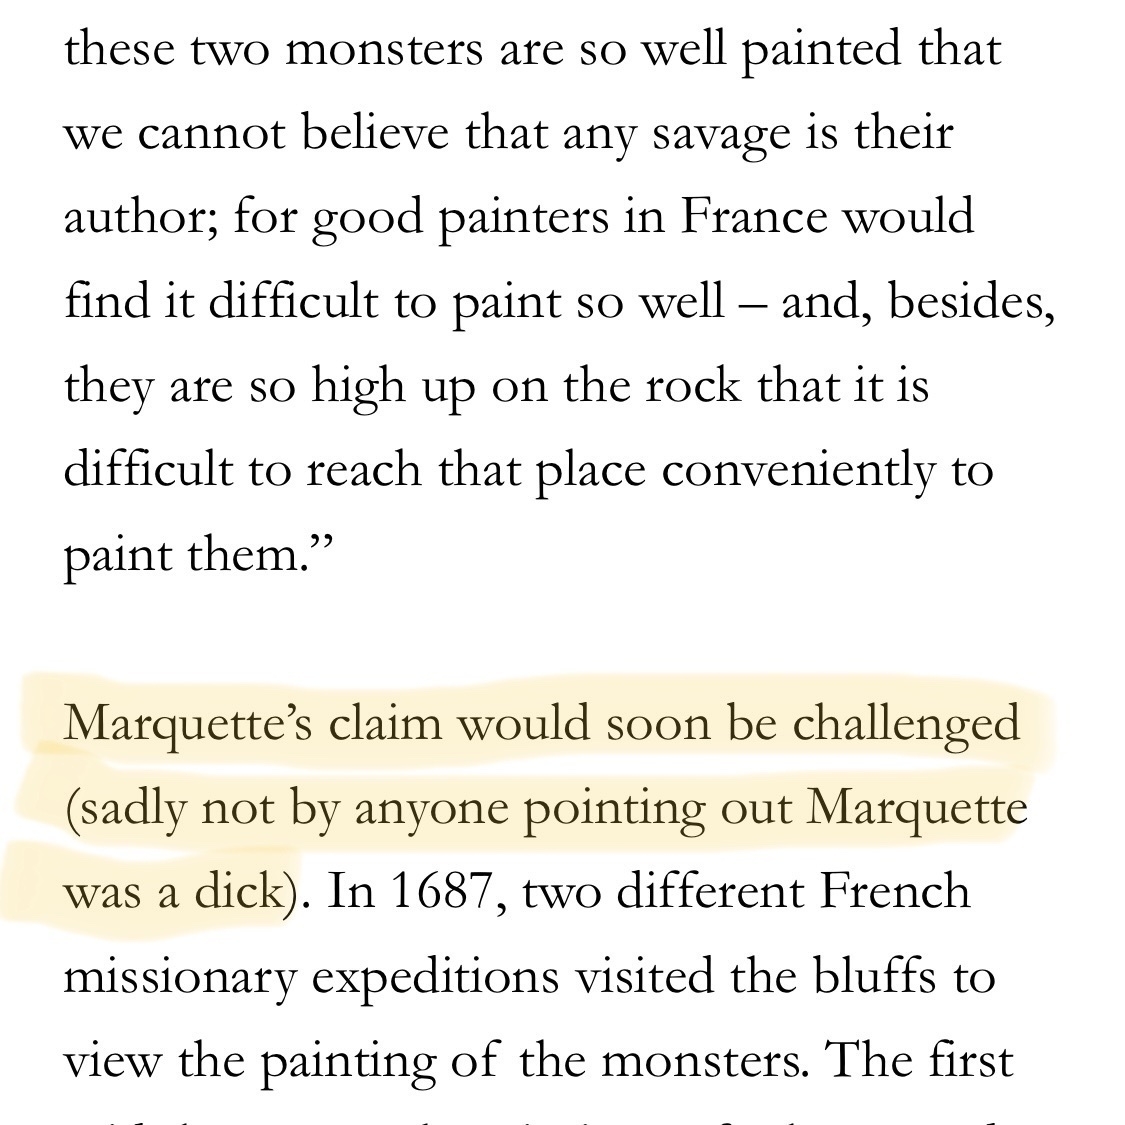 these two monsters are so well painted that
we cannot believe that any savage is their
author; for good painters in France would
find it difficult to paint so well – and, besides,
they are so high up on the rock that it is
difficult to reach that place conveniently to
paint them.”
Marquette’s claim would soon be challenged
(sadly not by anyone pointing out Marquette
was a dick). In 1687, two different French
missionary expeditions visited the bluffs to
view the painting of the monsters. The first